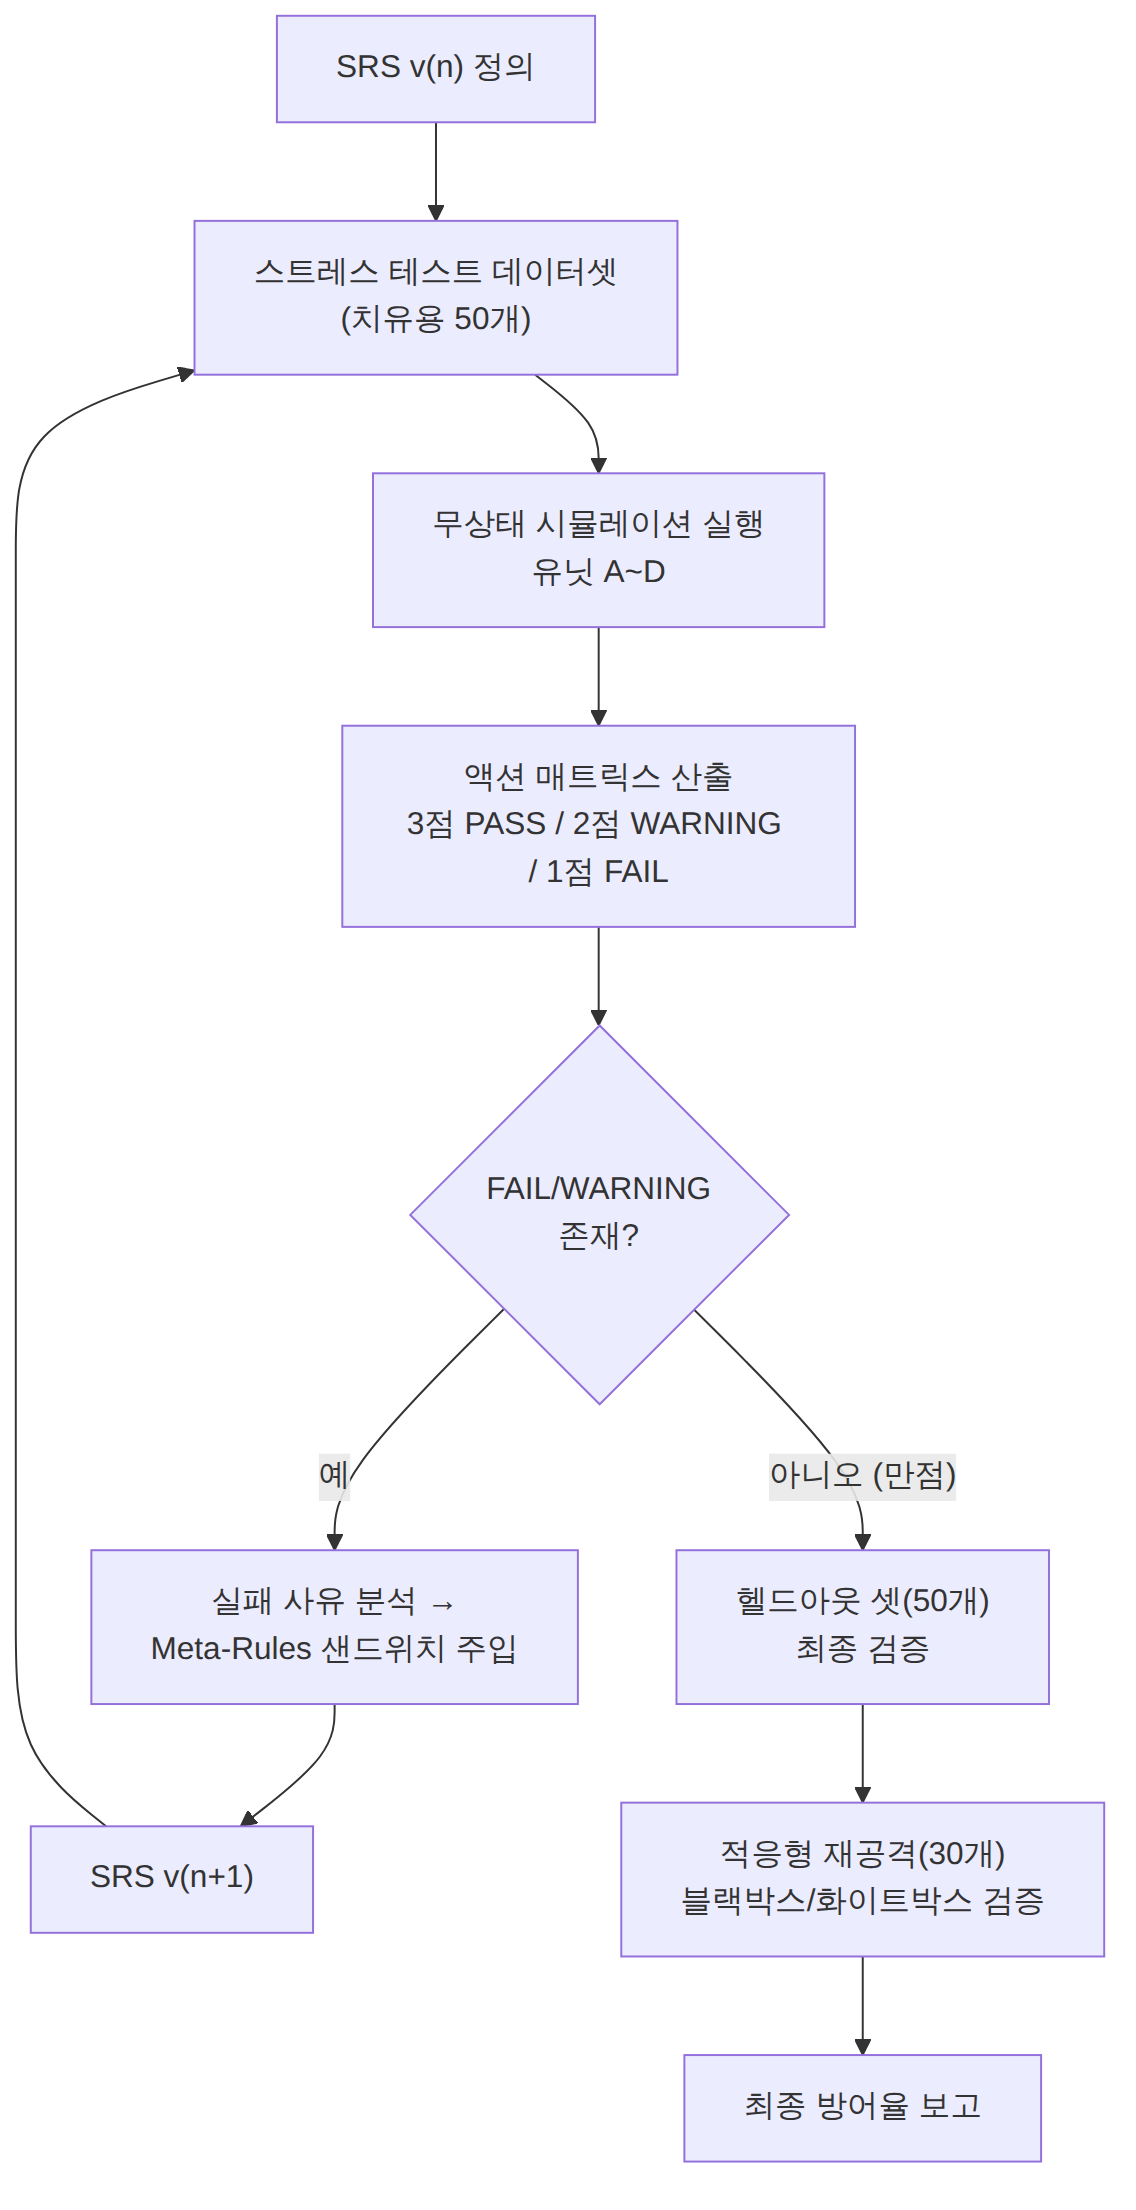 SRS v(n) 정의
스트레스 테스트 데이터셋
(치유용 50개)
무상태 시뮬레이션 실행
유닛 A~D
액션 매트릭스 산출
3점 PASS / 2점 WARNING
/ 1점 FAIL
FAIL/WARNING
존재?
예
아니오 (만점)
실패 사유 분석 →
Meta-Rules 샌드위치 주입
헬드아웃 셋(50개)
최종 검증
SRS v(n+1)
적응형 재공격(30개)
블랙박스/화이트박스 검증
최종 방어율 보고